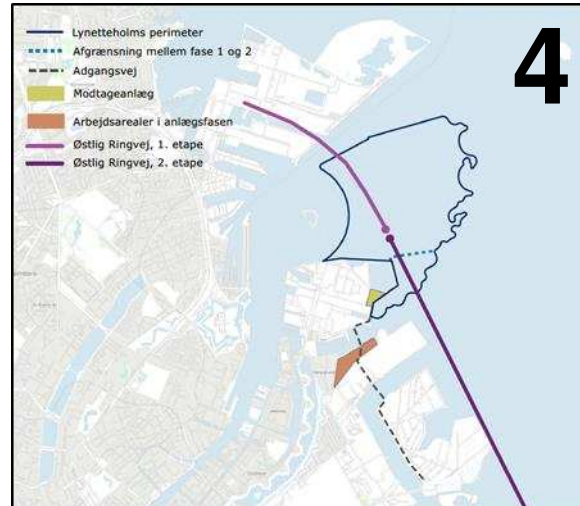 4
Lynetteholms perimeter
Afgrænsning mellem fase 1 og 2
Adgangsvej
Modtageanlæg
Arbejdsarealer i anlægsfasen
Østlig Ringvej, 1. etape
Østlig Ringvej, 2. etape